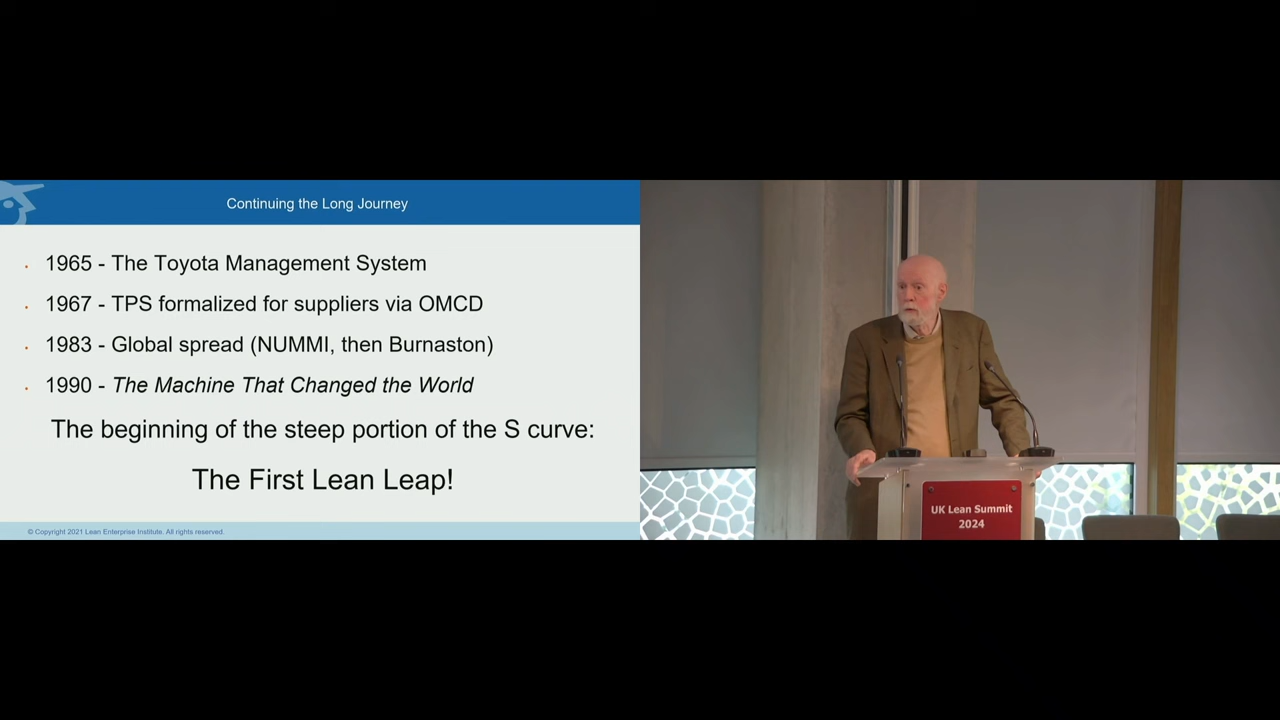 Continuing the Long Journey
· 1965 - The Toyota Management System
· 1967 - TPS formalized for suppliers via OMCD
· 1983 - Global spread (NUMMI, then Burnaston)
· 1990 - The Machine That Changed the World
The beginning of the steep portion of the S curve:
The First Lean Leap!
© Copyright 2021 Lean Enterprise Institute. All rights reserved
UK Lean Summit
2024